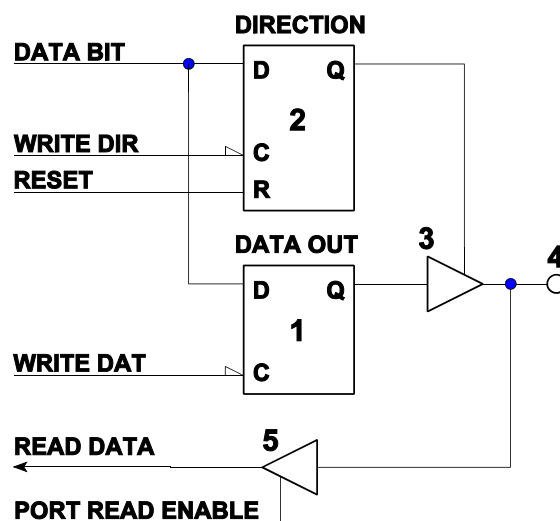 DIRECTION
DATA BIT
D Q
2
WRITE DIR
C
RESET
R
DATA OUT
3
4
D Q
1
WRITE DAT
C
5
READ DATA
PORT READ ENABLE